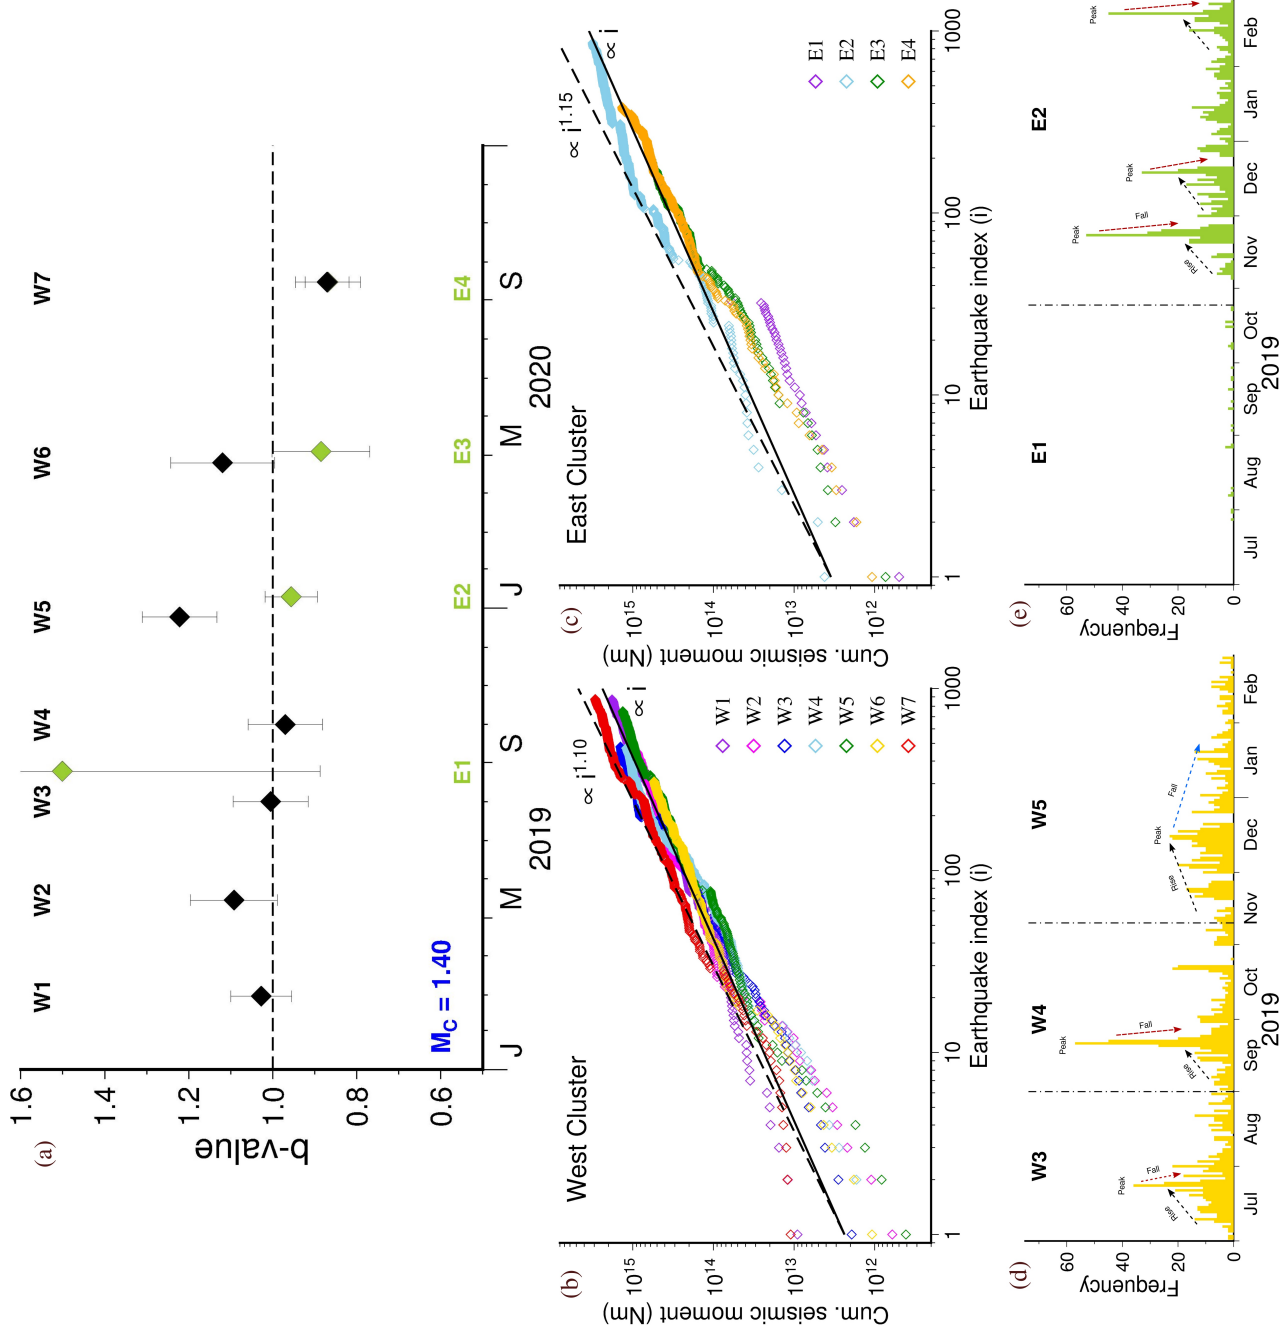 (a)
W1 W2 W3 W4 W5 W6 W7
1.6
1.4
1.2
1.0
0.8
0.6
b-value
Mc = 1.40
E1 E2 E3 E4
J M S J M S
2019 2020
(b)
West Cluster
∝ i^1.10
∝ i
10^15
10^14
10^13
10^12
Cum. seismic moment (Nm)
W1
W2
W3
W4
W5
W6
W7
1 10 100 1000
Earthquake index (i)
(c)
East Cluster
∝ i^1.15
∝ i
10^15
10^14
10^13
10^12
Cum. seismic moment (Nm)
E1
E2
E3
E4
1 10 100 1000
Earthquake index (i)
(d)
W3 W4 W5
60
40
20
0
Frequency
Rise Peak Fall
Rise Peak Fall
Rise Peak Fall
Jul Aug Sep Oct Nov Dec Jan Feb
2019
(e)
E1 E2
60
40
20
0
Frequency
Rise Peak Fall
Peak
Peak
Jul Aug Sep Oct Nov Dec Jan Feb
2019